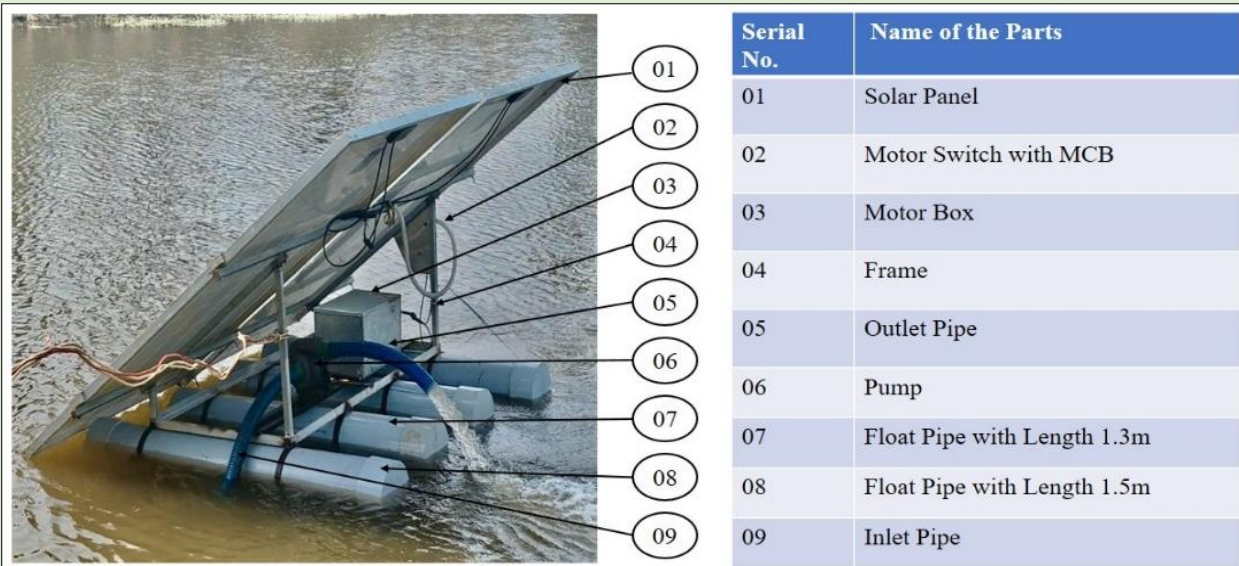 01
02
03
04
05
06
07
08
09
Serial No. Name of the Parts
01 Solar Panel
02 Motor Switch with MCB
03 Motor Box
04 Frame
05 Outlet Pipe
06 Pump
07 Float Pipe with Length 1.3m
08 Float Pipe with Length 1.5m
09 Inlet Pipe